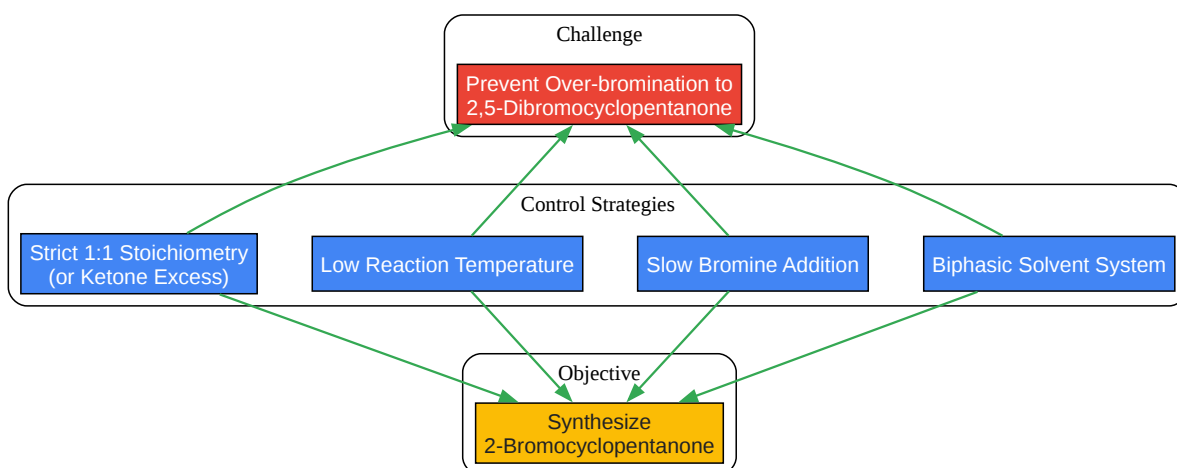 Challenge
Prevent Over-bromination to
2,5-Dibromocyclopentanone
Control Strategies
Strict 1:1 Stoichiometry
(or Ketone Excess)
Low Reaction Temperature
Slow Bromine Addition
Biphasic Solvent System
Objective
Synthesize
2-Bromocyclopentanone